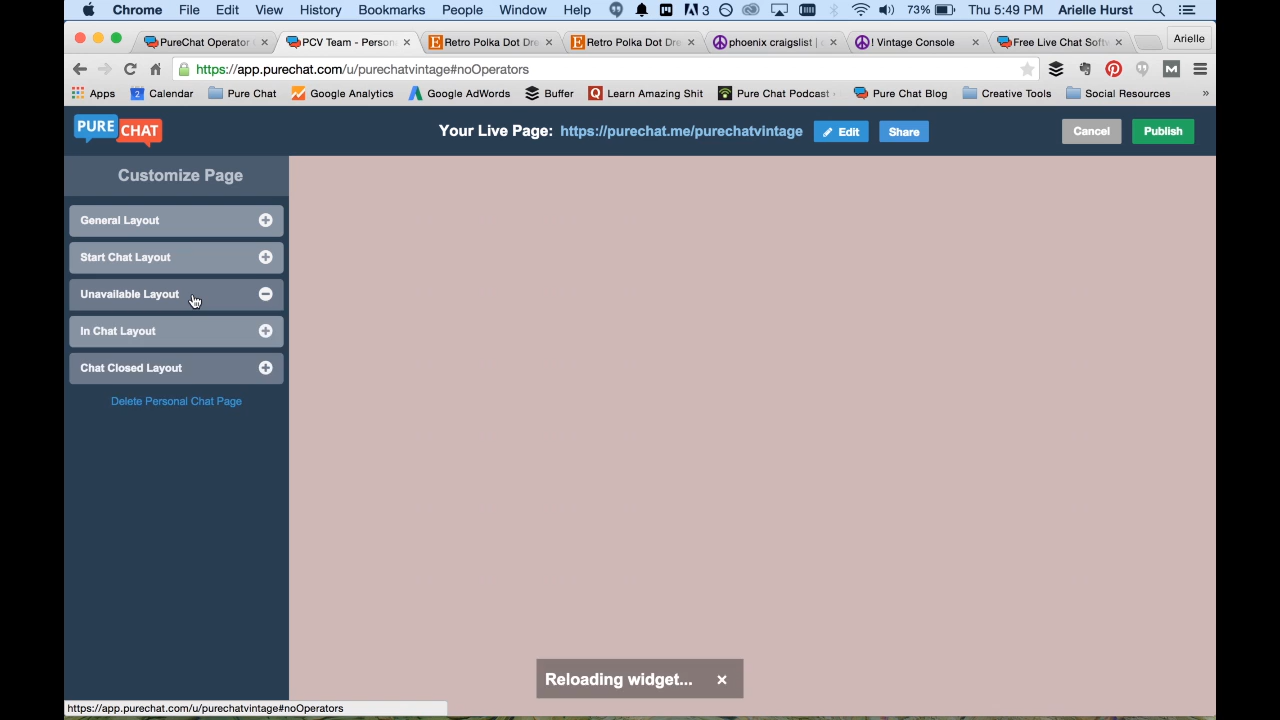 Chrome File Edit View History Bookmarks People Window Help 3 73% Thu 5:49 PM Arielle Hurst
PureChat Operator PCV Team - Person Retro Polka Dot Dre Retro Polka Dot Dre phoenix craigslist | ! Vintage Console Free Live Chat Softw Arielle
https://app.purechat.com/u/purechatvintage#noOperators
Apps 2 Calendar Pure Chat Google Analytics Google AdWords Buffer Q Learn Amazing Shit Pure Chat Podcast Pure Chat Blog Creative Tools Social Resources »
PURE CHAT Your Live Page: https://purechat.me/purechatvintage Edit Share Cancel Publish
Customize Page
General Layout
Start Chat Layout
Unavailable Layout
In Chat Layout
Chat Closed Layout
Delete Personal Chat Page
Reloading widget... ×
https://app.purechat.com/u/purechatvintage#noOperators